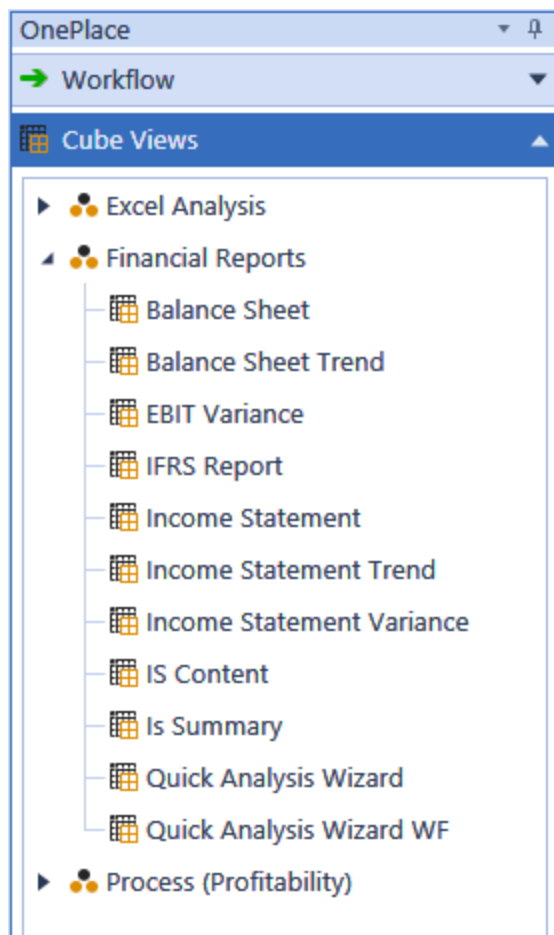 OnePlace
Workflow
Cube Views
Excel Analysis
Financial Reports
Balance Sheet
Balance Sheet Trend
EBIT Variance
IFRS Report
Income Statement
Income Statement Trend
Income Statement Variance
IS Content
Is Summary
Quick Analysis Wizard
Quick Analysis Wizard WF
Process (Profitability)